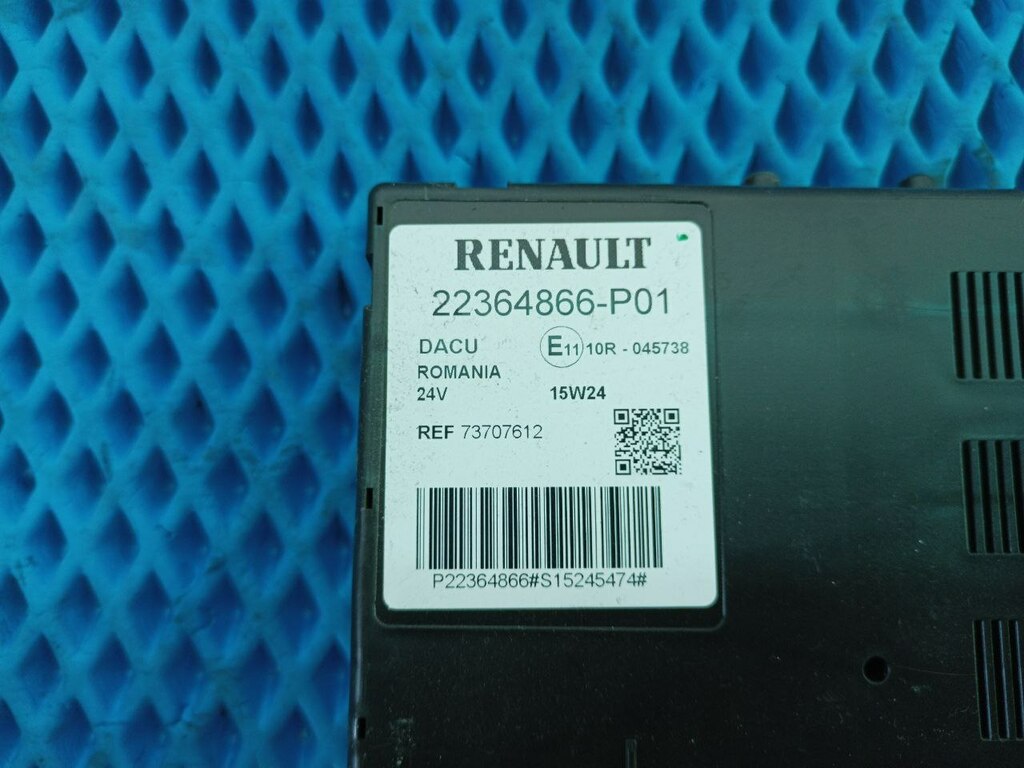 RENAULT
22364866-P01
DACU E11 10R - 045738
ROMANIA
24V 15W24
REF 73707612
P22364866#S15245474#